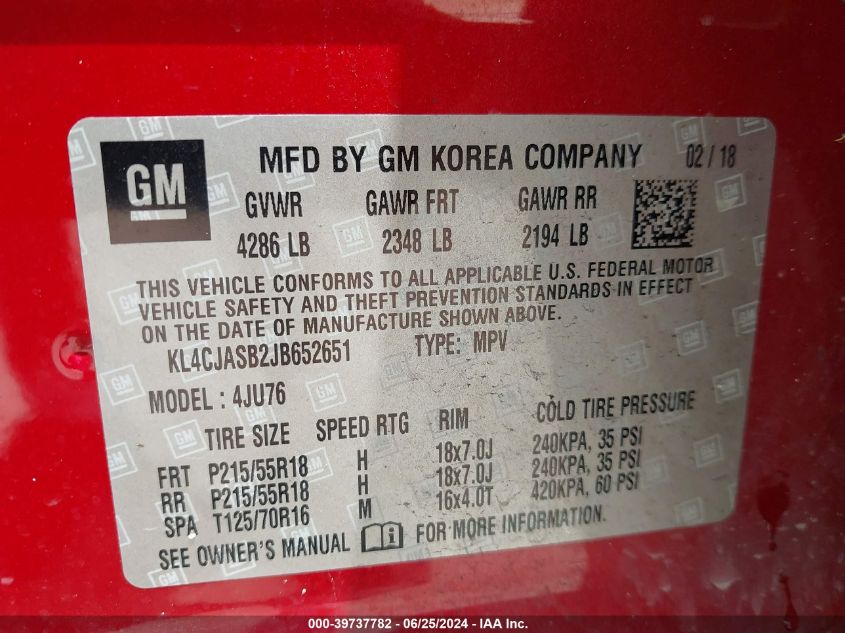 GM
MFD BY GM KOREA COMPANY 02 / 18
GVWR GAWR FRT GAWR RR
4286 LB 2348 LB 2194 LB
THIS VEHICLE CONFORMS TO ALL APPLICABLE U.S. FEDERAL MOTOR
VEHICLE SAFETY AND THEFT PREVENTION STANDARDS IN EFFECT
ON THE DATE OF MANUFACTURE SHOWN ABOVE.
KL4CJASB2JB652651 TYPE: MPV
MODEL : 4JU76
TIRE SIZE SPEED RTG RIM COLD TIRE PRESSURE
FRT P215/55R18 H 18x7.0J 240KPA, 35 PSI
RR P215/55R18 H 18x7.0J 240KPA, 35 PSI
SPA T125/70R16 M 16x4.0T 420KPA, 60 PSI
SEE OWNER'S MANUAL FOR MORE INFORMATION.
000-39737782 - 06/25/2024 - IAA Inc.